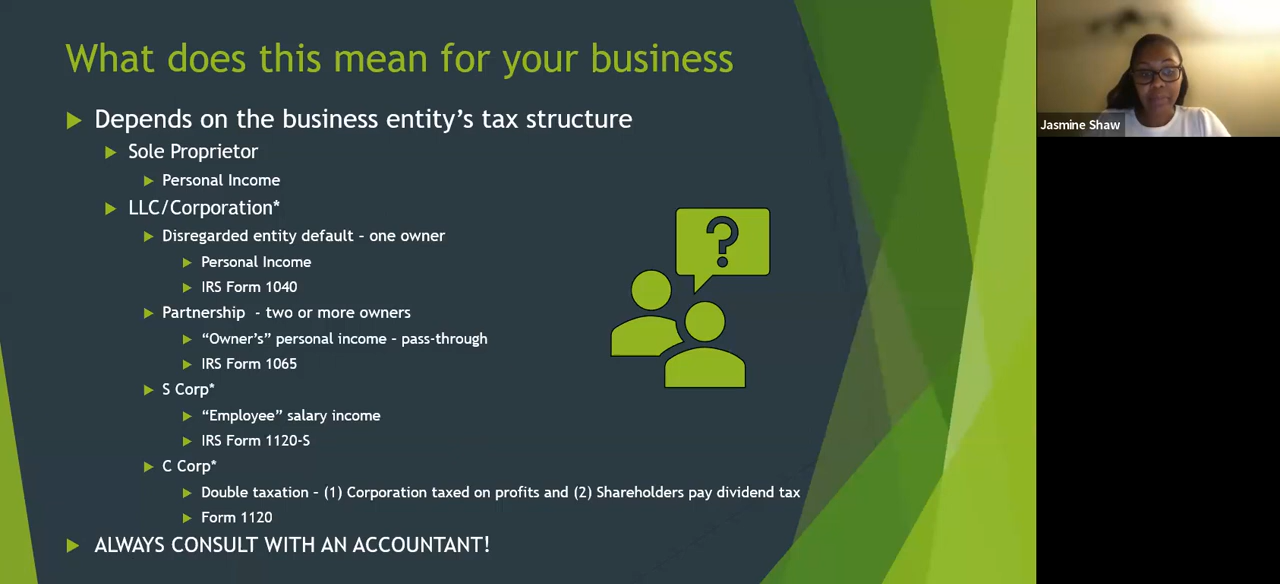 What does this mean for your business
Depends on the business entity's tax structure
Sole Proprietor
Personal Income
LLC/Corporation*
Disregarded entity default – one owner
Personal Income
IRS Form 1040
Partnership - two or more owners
“Owner’s” personal income – pass-through
IRS Form 1065
S Corp*
“Employee” salary income
IRS Form 1120-S
C Corp*
Double taxation – (1) Corporation taxed on profits and (2) Shareholders pay dividend tax
Form 1120
ALWAYS CONSULT WITH AN ACCOUNTANT!
?
Jasmine Shaw